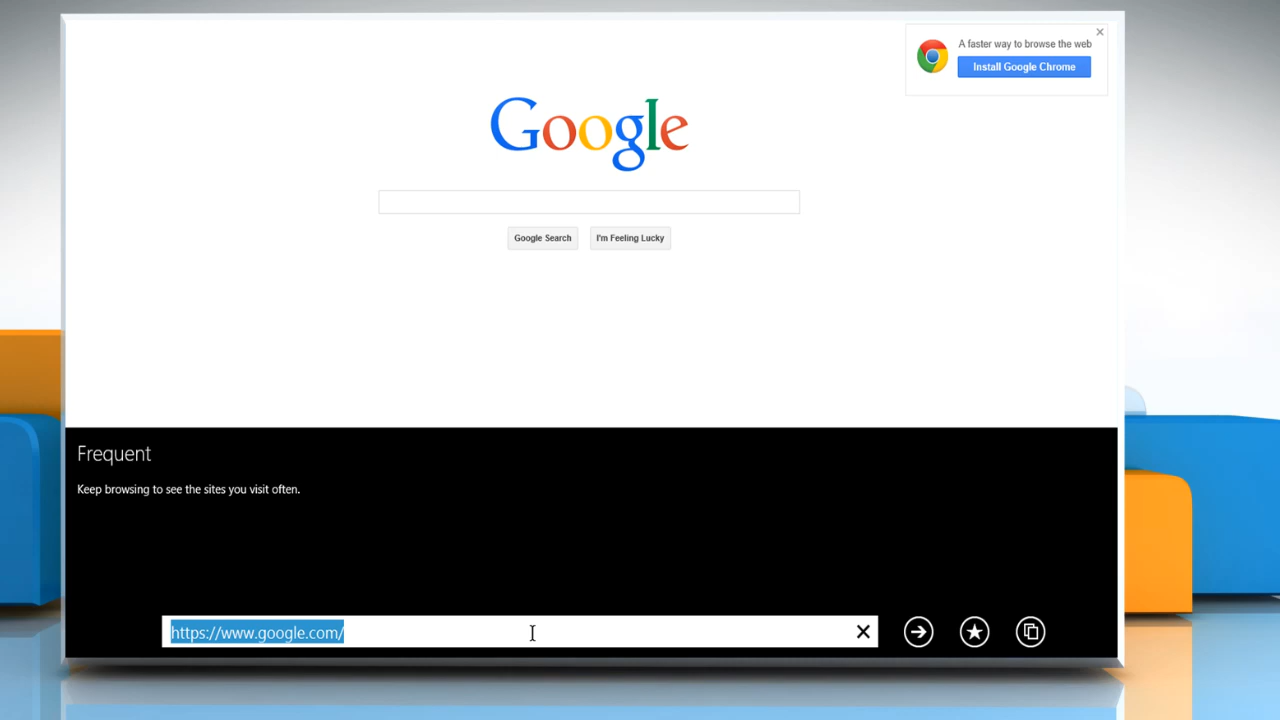 A faster way to browse the web
Install Google Chrome
Google
Google Search
I'm Feeling Lucky
Frequent
Keep browsing to see the sites you visit often.
https://www.google.com/